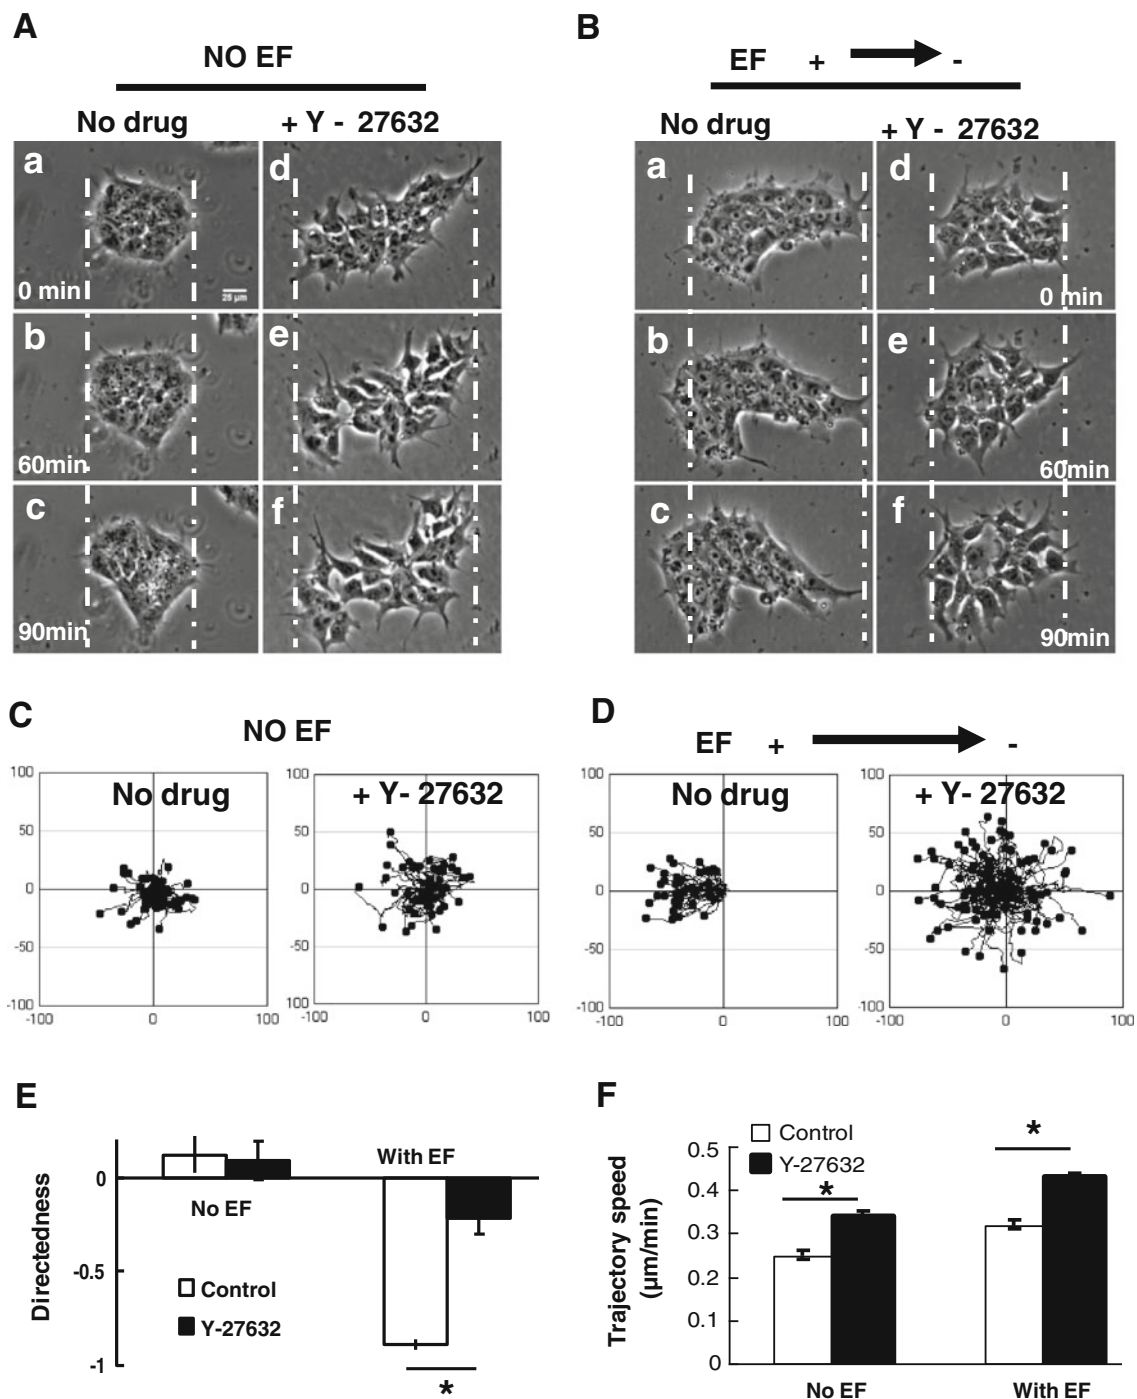 A
NO EF
No drug
+ Y - 27632
a
d
0 min
25 µm
b
e
60min
c
f
90min
B
EF + -
No drug
+ Y - 27632
a
d
0 min
b
e
60min
c
f
90min
C
NO EF
No drug
100
50
0
-50
-100
-100 0 100
+ Y- 27632
100
50
0
-50
-100
-100 0 100
D
EF + -
No drug
100
50
0
-50
-100
-100 0 100
+ Y- 27632
100
50
0
-50
-100
-100 0 100
E
Directedness
0
-0.5
-1
No EF
With EF
Control
Y-27632
*
F
Trajectory speed
(µm/min)
Control
Y-27632
0.5
0.4
0.3
0.2
0.1
0
*
*
No EF
With EF